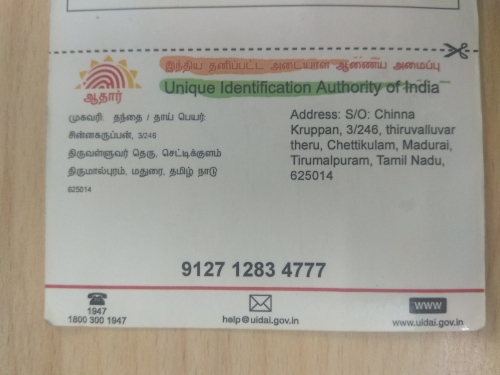 இந்திய தனிப்பட்ட அடையாள ஆணைய அமைப்பு
Unique Identification Authority of India
ஆதார்
முகவரி: தந்தை / தாய் பெயர்:
சின்னகருப்பன், 3/246
திருவள்ளுவர் தெரு, செட்டிக்குளம்
திருமால்புரம், மதுரை, தமிழ் நாடு
625014
Address: S/O: Chinna
Kruppan, 3/246, thiruvalluvar
theru, Chettikulam, Madurai,
Tirumalpuram, Tamil Nadu,
625014
9127 1283 4777
1947
1800 300 1947
help@uidai.gov.in
www
www.uidai.gov.in